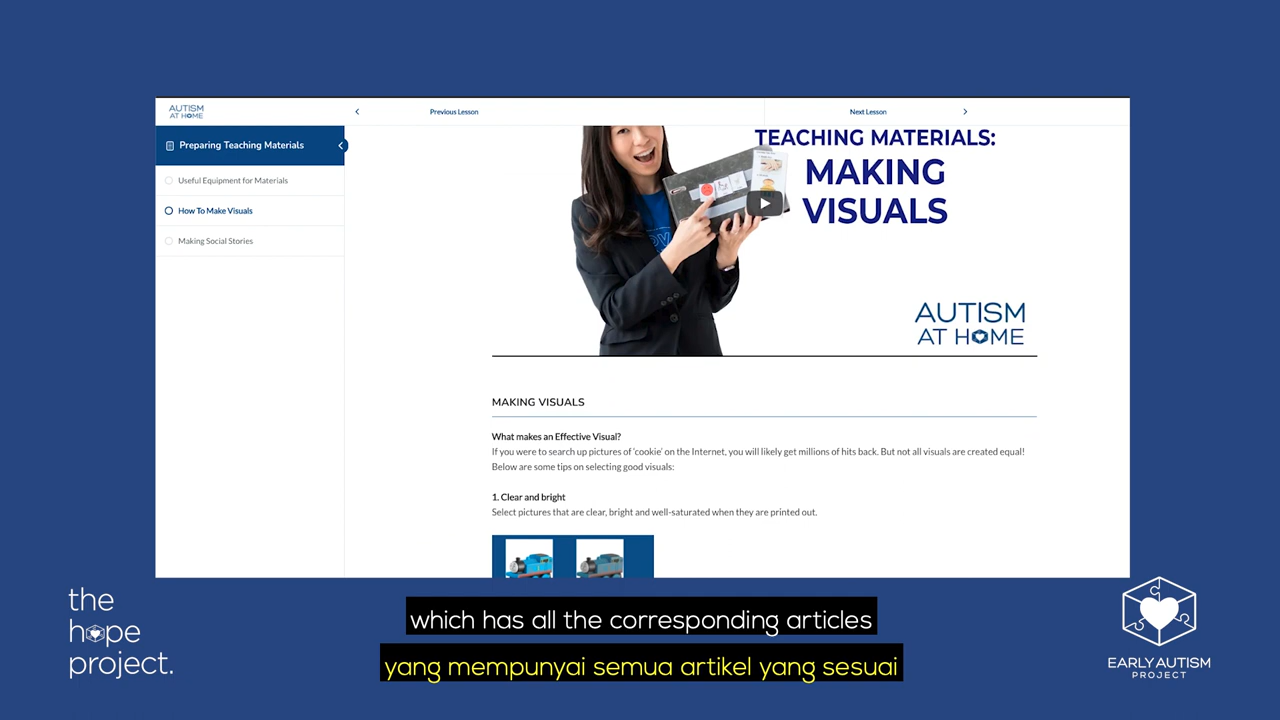 AUTISM
AT HOME
Previous Lesson
Next Lesson
Preparing Teaching Materials
Useful Equipment for Materials
How To Make Visuals
Making Social Stories
TEACHING MATERIALS:
MAKING
VISUALS
AUTISM
AT HOME
MAKING VISUALS
What makes an Effective Visual?
If you were to search up pictures of 'cookie' on the Internet, you will likely get millions of hits back. But not all visuals are created equal!
Below are some tips on selecting good visuals:
1. Clear and bright
Select pictures that are clear, bright and well-saturated when they are printed out.
the
hope
project.
which has all the corresponding articles
yang mempunyai semua artikel yang sesuai
EARLY AUTISM
PROJECT